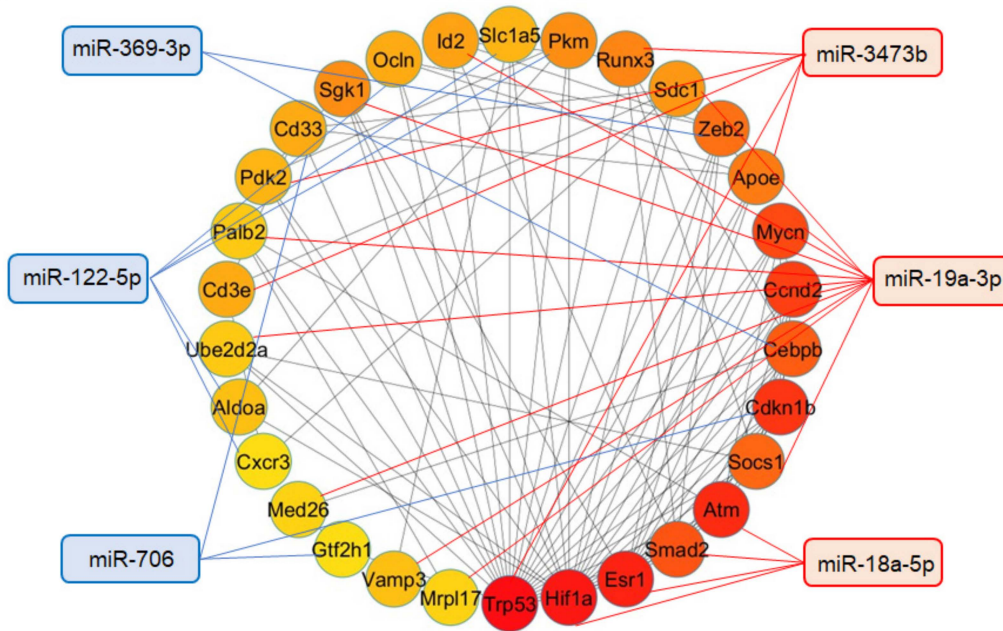 miR-369-3p
miR-122-5p
miR-706
Slc1a5
Pkm
Runx3
Sdc1
Zeb2
Apoe
Mycn
Ccnd2
Cebpb
Cdkn1b
Socs1
Atm
Smad2
Esr1
Hif1a
Trp53
Mrpl17
Vamp3
Gtf2h1
Med26
Cxcr3
Aldoa
Ube2d2a
Cd3e
Palb2
Pdk2
Cd33
Sgk1
Ocln
Id2
miR-3473b
miR-19a-3p
miR-18a-5p